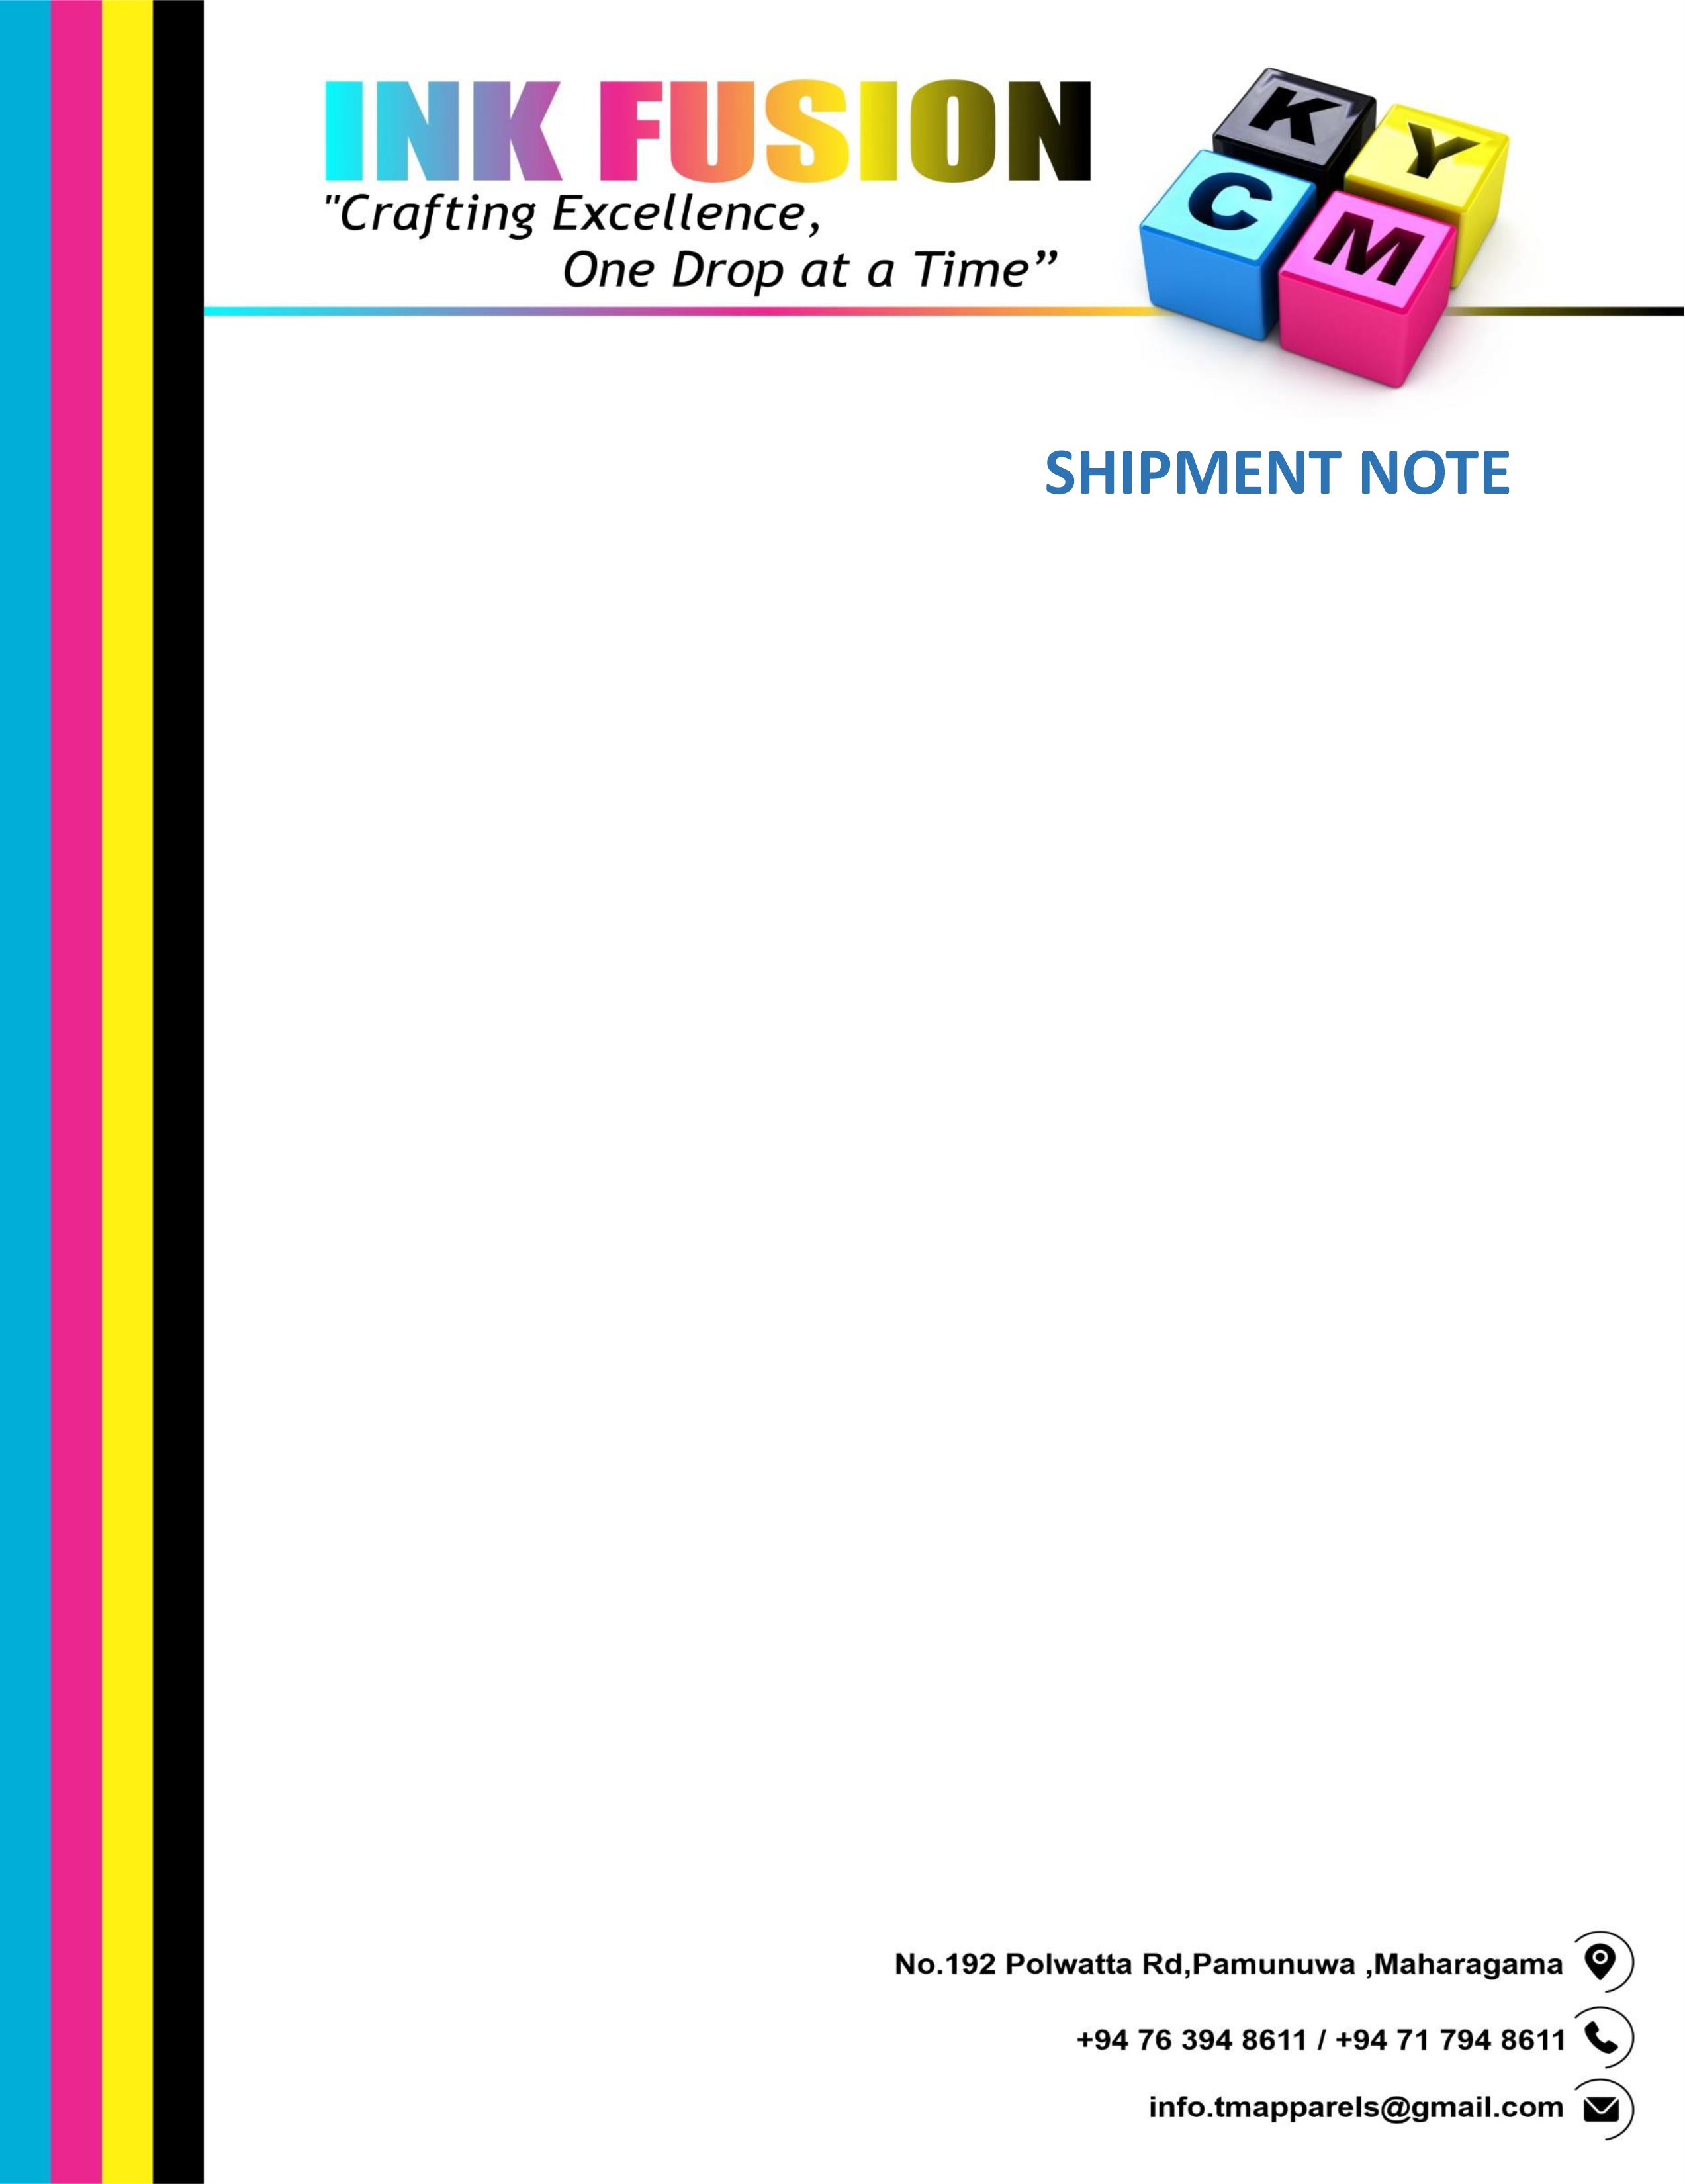 INK FUSION
"Crafting Excellence,
One Drop at a Time”
K
Y
C
M
SHIPMENT NOTE
No.192 Polwatta Rd,Pamunuwa ,Maharagama
+94 76 394 8611 / +94 71 794 8611
info.tmapparels@gmail.com